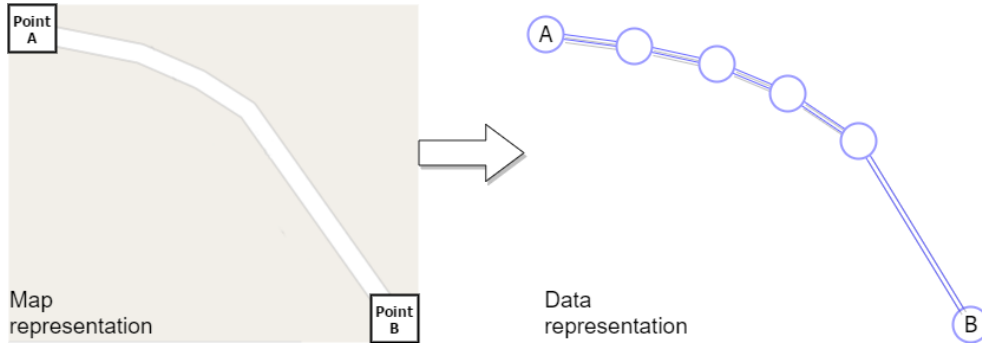 Point
A
Map
representation
Point
B
A
Data
representation
B